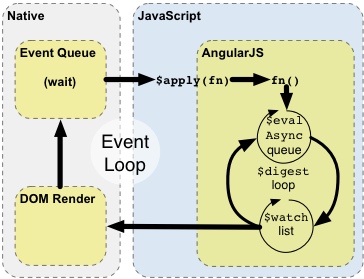 Native
JavaScript
Event Queue
(wait)
AngularJS
$apply(fn)
fn()
$eval
Async
queue
Event
Loop
$digest
loop
DOM Render
$watch
list